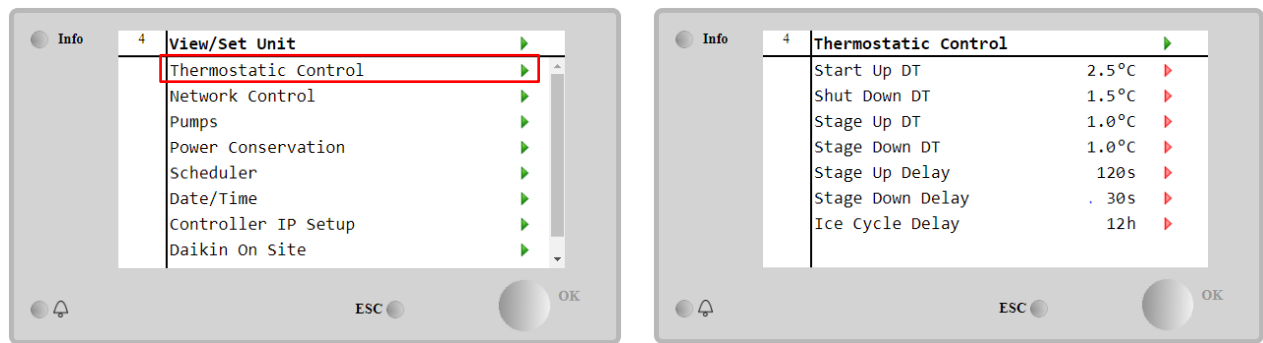 Info
4 View/Set Unit
Thermostatic Control
Network Control
Pumps
Power Conservation
Scheduler
Date/Time
Controller IP Setup
Daikin On Site
ESC
OK
Info
4 Thermostatic Control
Start Up DT 2.5°C
Shut Down DT 1.5°C
Stage Up DT 1.0°C
Stage Down DT 1.0°C
Stage Up Delay 120s
Stage Down Delay . 30s
Ice Cycle Delay 12h
ESC
OK